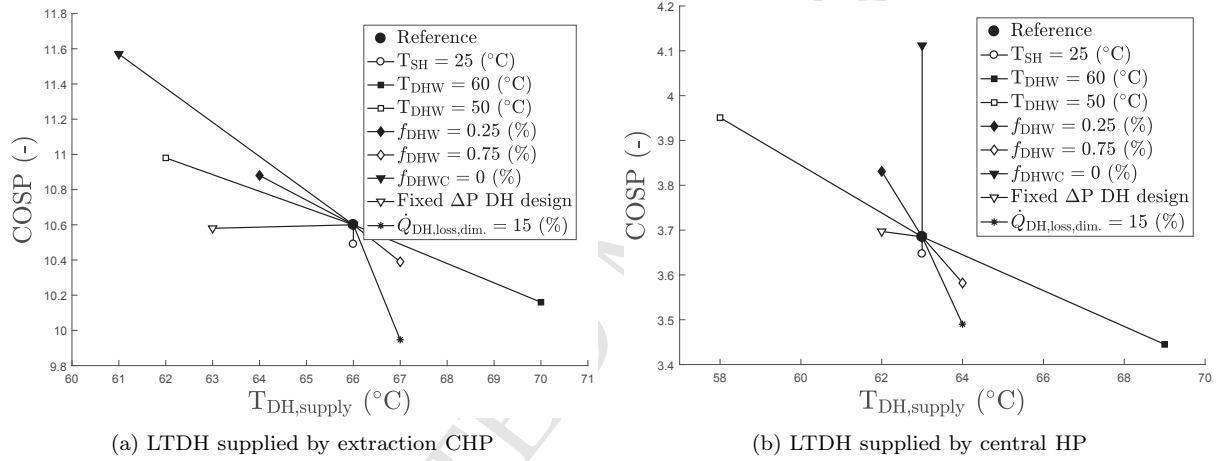 11.8
11.6
11.4
11.2
11
10.8
10.6
10.4
10.2
10
9.8
COSP (-)
60 61 62 63 64 65 66 67 68 69 70 71
T_DH,supply (°C)
Reference
T_SH = 25 (°C)
T_DHW = 60 (°C)
T_DHW = 50 (°C)
f_DHW = 0.25 (%)
f_DHW = 0.75 (%)
f_DHWC = 0 (%)
Fixed ΔP DH design
Q̇_DH,loss,dim. = 15 (%)
(a) LTDH supplied by extraction CHP
4.2
4.1
4
3.9
3.8
3.7
3.6
3.5
3.4
COSP (-)
58 60 62 64 66 68 70
T_DH,supply (°C)
Reference
T_SH = 25 (°C)
T_DHW = 60 (°C)
T_DHW = 50 (°C)
f_DHW = 0.25 (%)
f_DHW = 0.75 (%)
f_DHWC = 0 (%)
Fixed ΔP DH design
Q̇_DH,loss,dim. = 15 (%)
(b) LTDH supplied by central HP